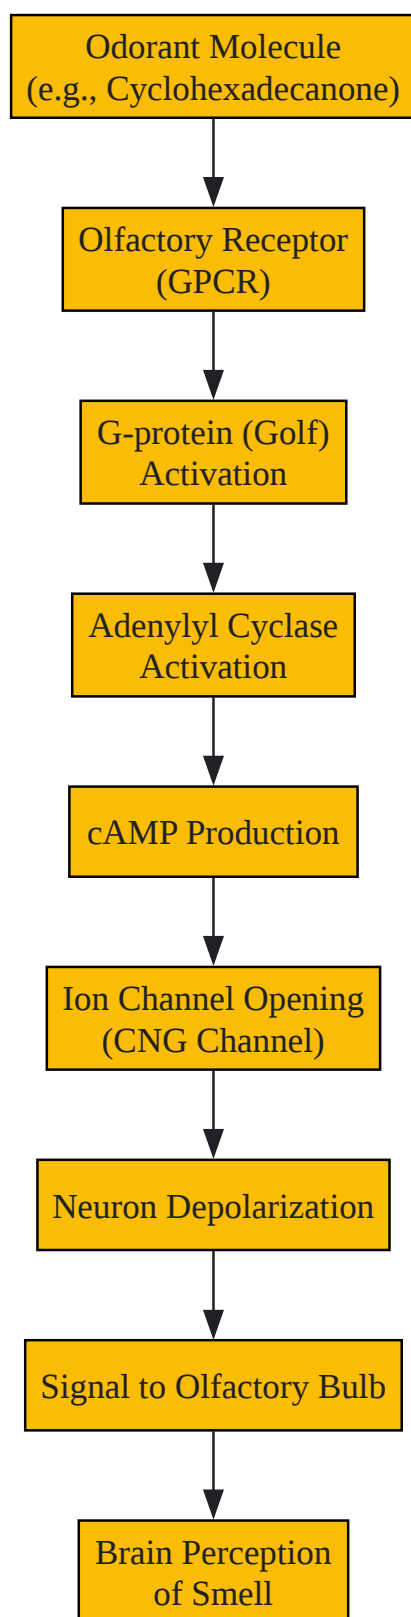 Odorant Molecule
(e.g., Cyclohexadecanone)
Olfactory Receptor
(GPCR)
G-protein (Golf)
Activation
Adenylyl Cyclase
Activation
cAMP Production
Ion Channel Opening
(CNG Channel)
Neuron Depolarization
Signal to Olfactory Bulb
Brain Perception
of Smell